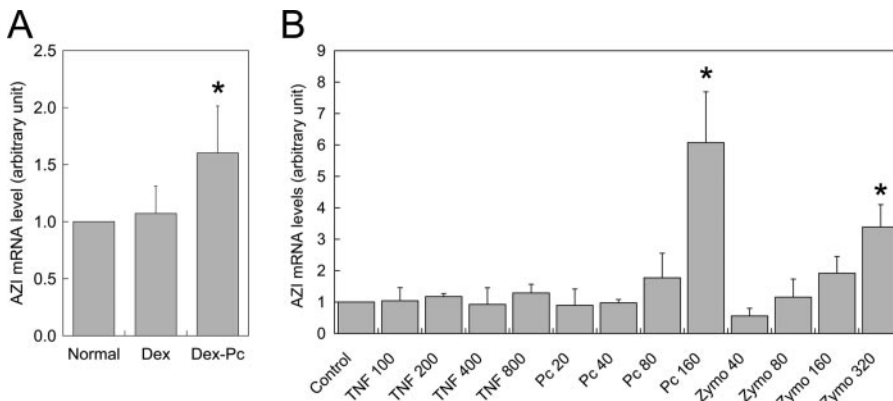 A
AZI mRNA level (arbitrary unit)
2.5
2.0
1.5
1.0
0.5
0.0
*
Normal Dex Dex-Pc
B
AZI mRNA levels (arbitrary unit)
9
8
7
6
5
4
3
2
1
0
*
*
Control
TNF 100
TNF 200
TNF 400
TNF 800
Pc 20
Pc 40
Pc 80
Pc 160
Zymo 40
Zymo 80
Zymo 160
Zymo 320